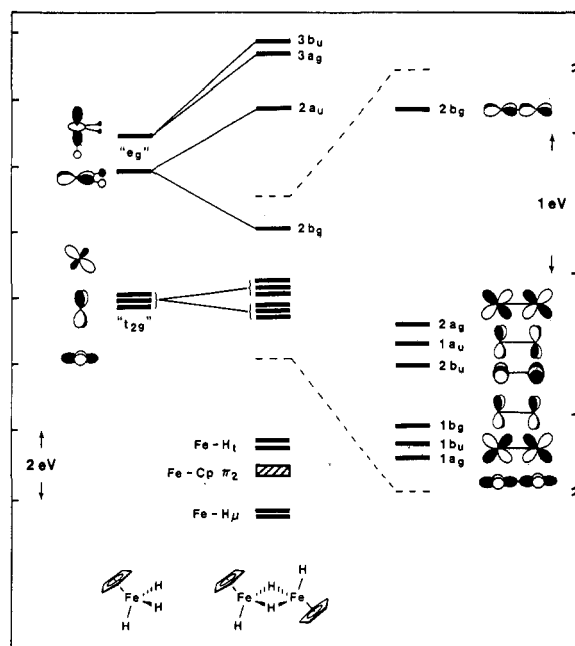 3bu
3ag
2au
"eg"
2bg
2bg
1 eV
"t2g"
2ag
1au
2bu
1bg
1bu
1ag
Fe-Ht
Fe-Cp π2
Fe-Hμ
2 eV
Fe
H
H
H
Fe
H
H
Fe
H
H